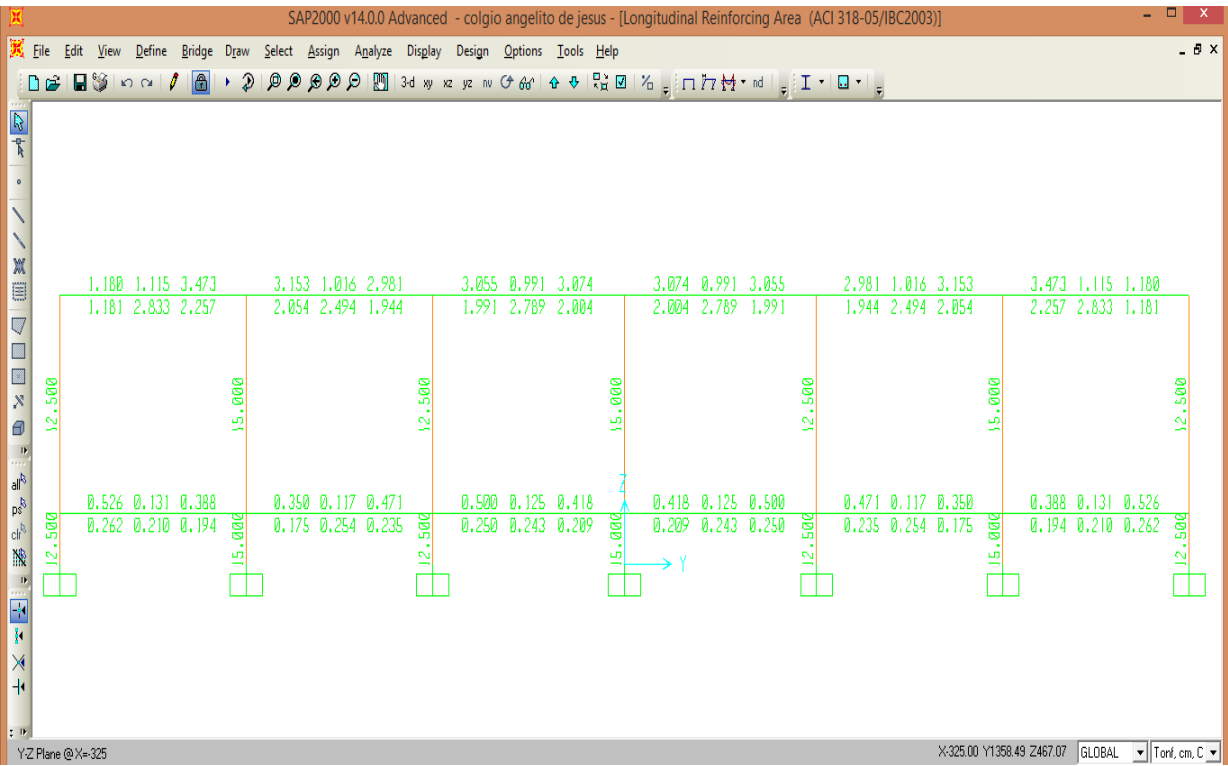 SAP2000 v14.0.0 Advanced - colgio angelito de jesus - [Longitudinal Reinforcing Area (ACI 318-05/IBC2003)]
File Edit View Define Bridge Draw Select Assign Analyze Display Design Options Tools Help
3-d xy xz yz nv nd
1.180 1.115 3.473 3.153 1.016 2.981 3.055 0.991 3.074 3.074 0.991 3.055 2.981 1.016 3.153 3.473 1.115 1.180
1.181 2.833 2.257 2.054 2.494 1.944 1.991 2.789 2.004 2.004 2.789 1.991 1.944 2.494 2.054 2.257 2.833 1.181
12.500 15.000 12.500 15.000 12.500 15.000 12.500
Z
0.526 0.131 0.388 0.350 0.117 0.471 0.500 0.125 0.418 0.418 0.125 0.500 0.471 0.117 0.350 0.388 0.131 0.526
0.262 0.210 0.194 0.175 0.254 0.235 0.250 0.243 0.209 0.209 0.243 0.250 0.235 0.254 0.175 0.194 0.210 0.262
12.500 15.000 12.500 15.000 12.500 15.000 12.500
Y
all
ps
clr
Y-Z Plane @ X=-325 X-325.00 Y1358.49 Z467.07 GLOBAL Tonf, cm, C